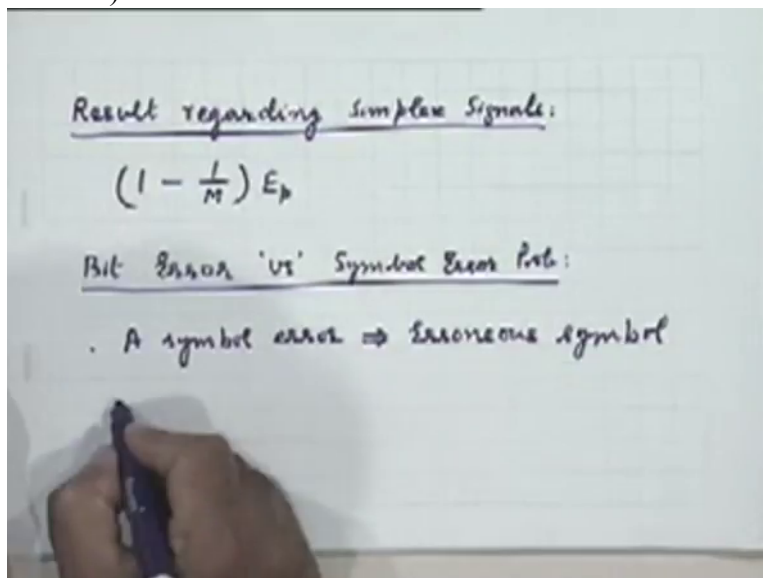 Result regarding Simplex Signals:
(1 - 1/M) Ep
Bit Error 'vs' Symbol Error Prob:
. A symbol error ⇒ Erroneous symbol